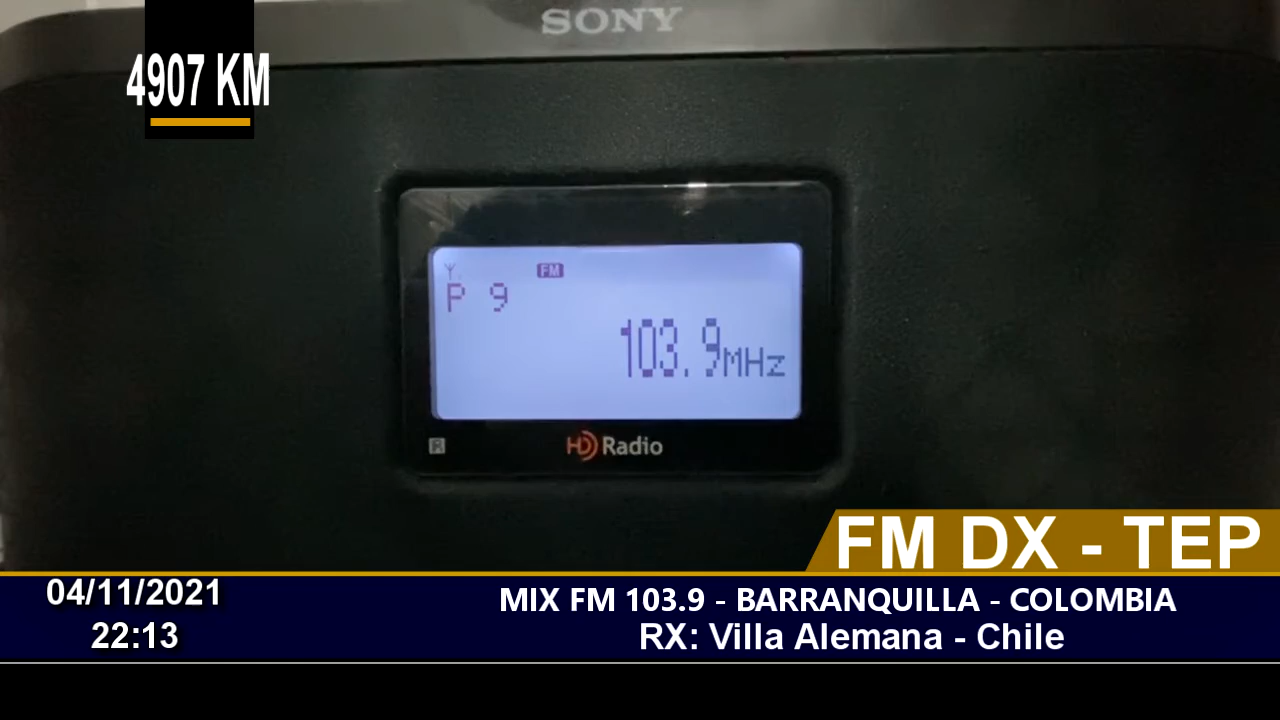 SONY
4907 KM
FM
P 9
103.9MHz
R
HD Radio
FM DX - TEP
04/11/2021
22:13
MIX FM 103.9 - BARRANQUILLA - COLOMBIA
RX: Villa Alemana - Chile